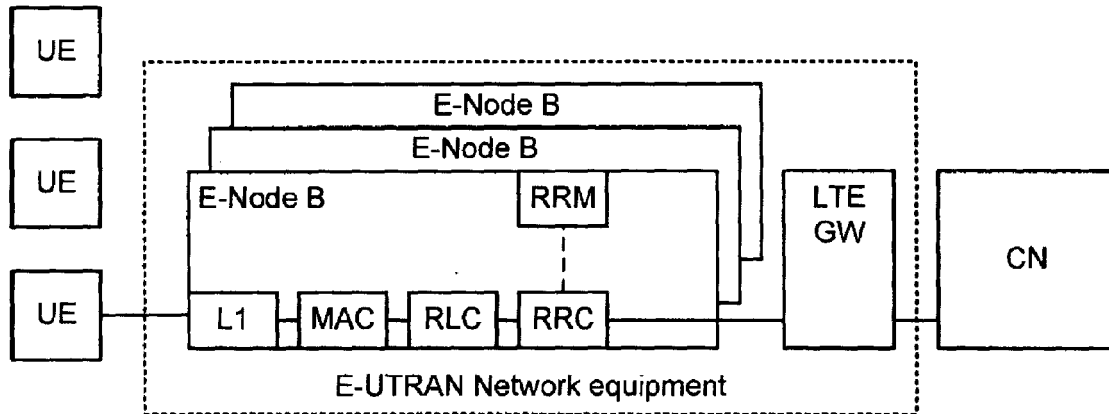 UE
UE
UE
E-Node B
E-Node B
E-Node B
RRM
L1
MAC
RLC
RRC
LTE
GW
CN
E-UTRAN Network equipment